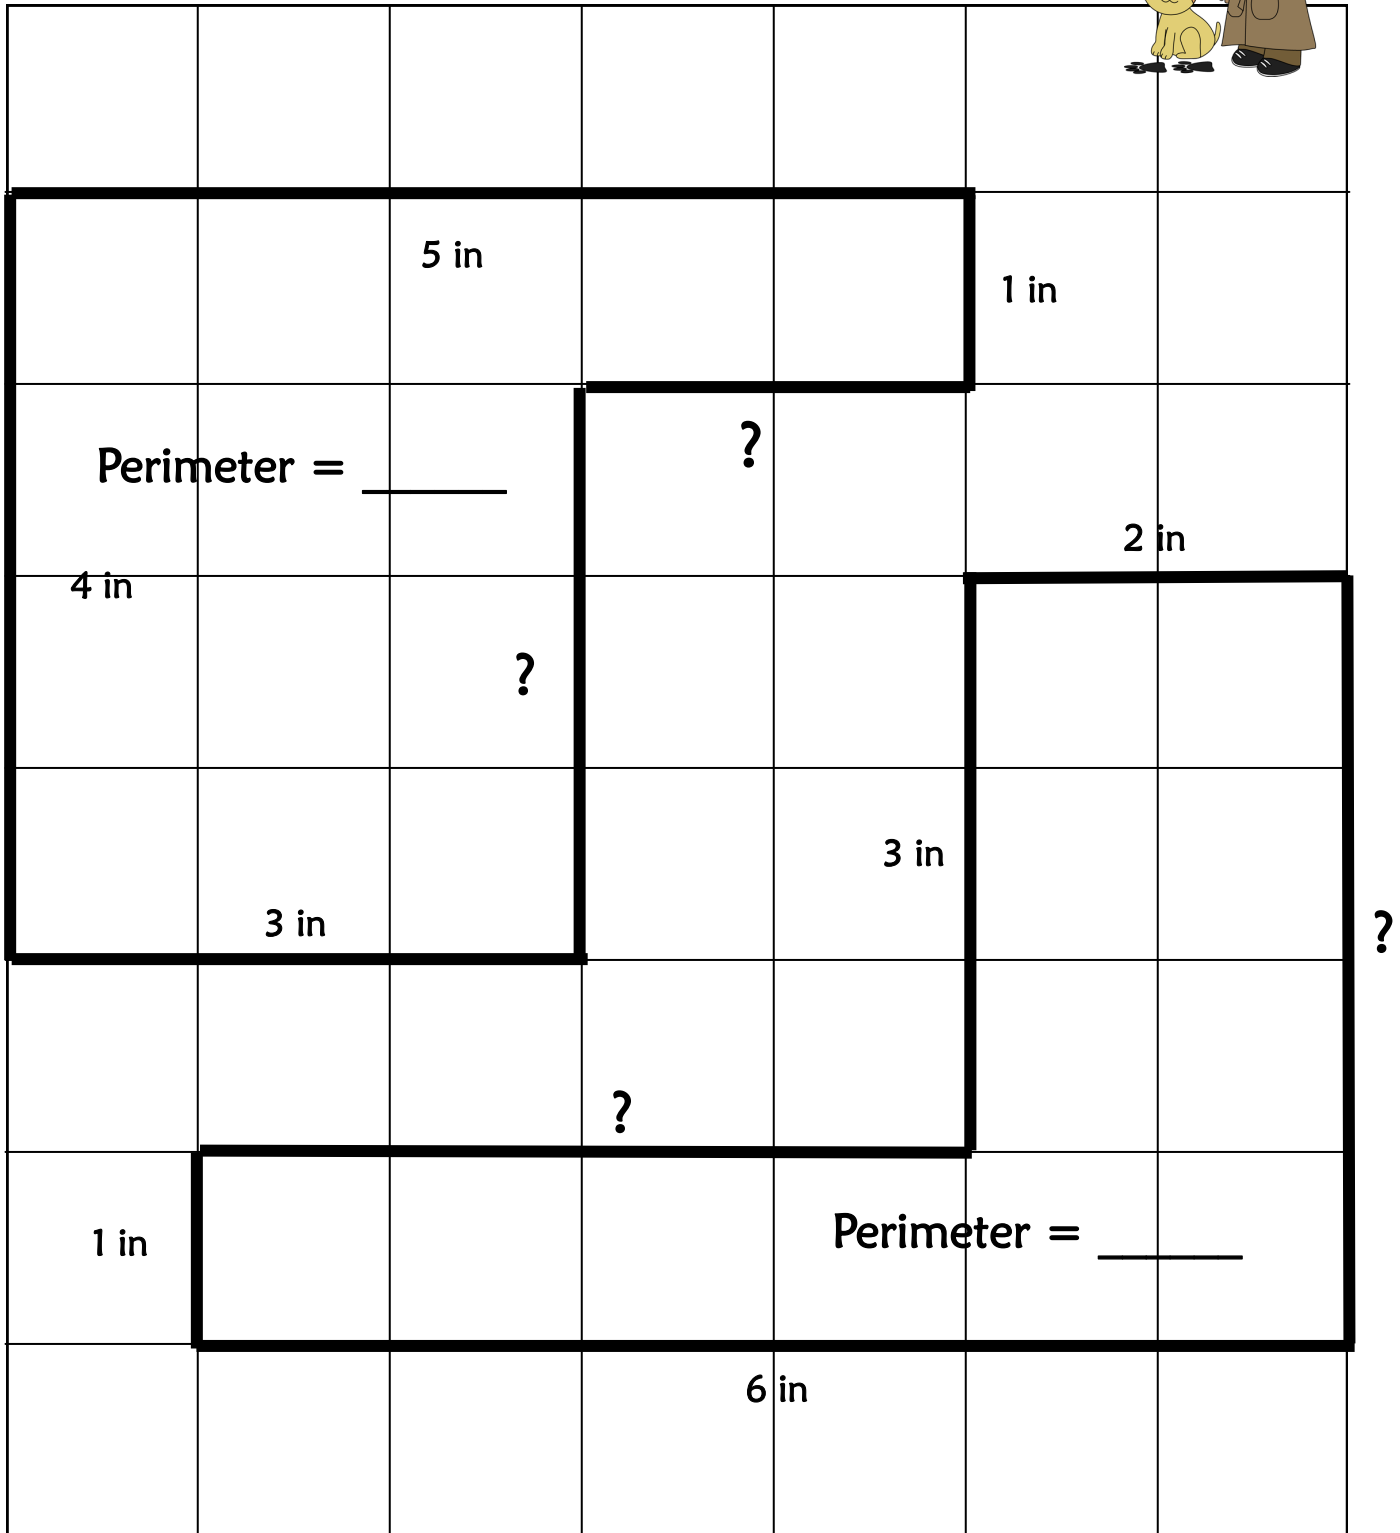 5 in
1 in
?
Perimeter = ______
2 in
4 in
?
3 in
3 in
?
?
Perimeter = ______
1 in
6 in